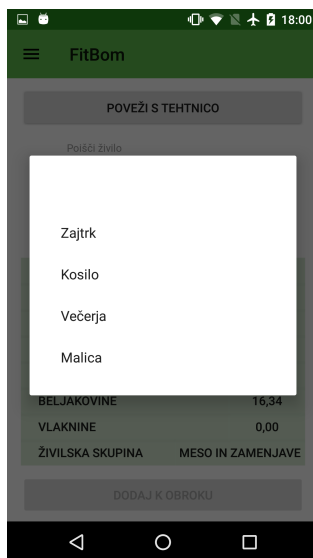 18:00
FitBom
POVEŽI S TEHTNICO
Poišči živilo
Zajtrk
Kosilo
Večerja
Malica
BELJAKOVINE 16,34
VLAKNINE 0,00
ŽIVILSKA SKUPINA MESO IN ZAMENJAVE
DODAJ K OBROKU